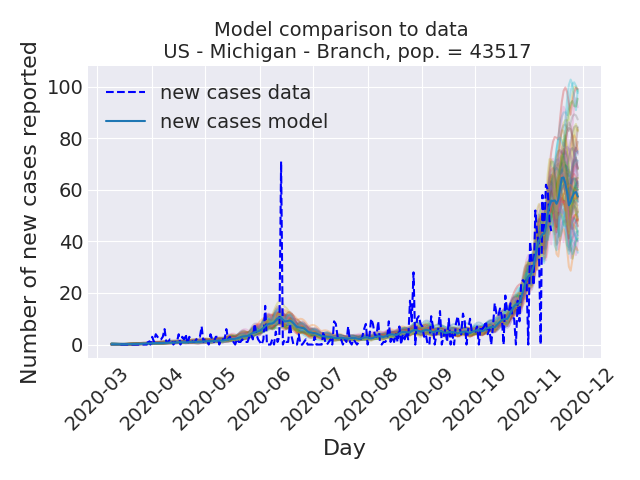 Model comparison to data
US - Michigan - Branch, pop. = 43517
Number of new cases reported
100
80
60
40
20
0
new cases data
new cases model
2020-03
2020-04
2020-05
2020-06
2020-07
2020-08
2020-09
2020-10
2020-11
2020-12
Day